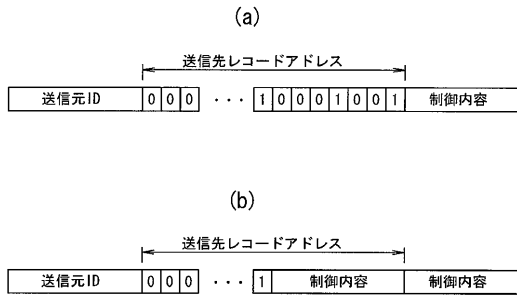 (a)
送信先レコードアドレス
送信元ID 0 0 0 ··· 1 0 0 0 1 0 0 1 制御内容
(b)
送信先レコードアドレス
送信元ID 0 0 0 ··· 1 制御内容 制御内容